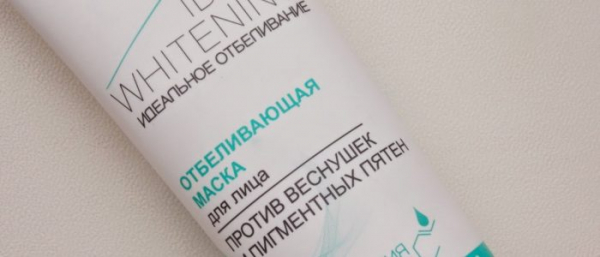 WHITENING
ИДЕАЛЬНОЕ ОТБЕЛИВАНИЕ
ОТБЕЛИВАЮЩАЯ
МАСКА
для лица
ПРОТИВ ВЕСНУШЕК
И ПИГМЕНТНЫХ ПЯТЕН